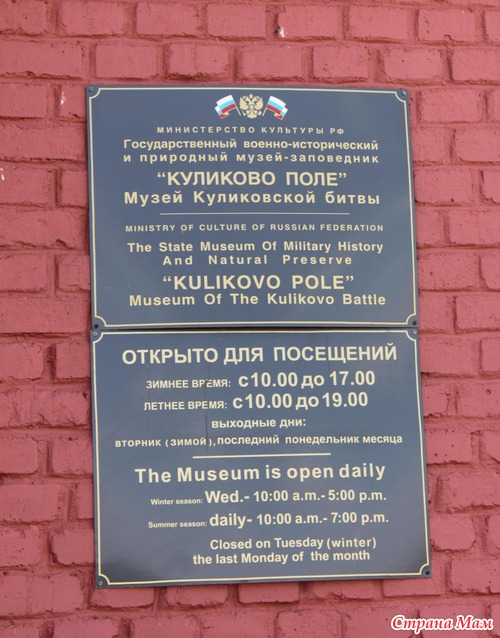 МИНИСТЕРСТВО КУЛЬТУРЫ РФ
Государственный военно-исторический
и природный музей-заповедник
“КУЛИКОВО ПОЛЕ”
Музей Куликовской битвы
MINISTRY OF CULTURE OF RUSSIAN FEDERATION
The State Museum Of Military History
And Natural Preserve
“KULIKOVO POLE”
Museum Of The Kulikovo Battle
ОТКРЫТО ДЛЯ ПОСЕЩЕНИЙ
ЗИМНЕЕ ВРЕМЯ: с 10.00 до 17.00
ЛЕТНЕЕ ВРЕМЯ: с 10.00 до 19.00
ВЫХОДНЫЕ ДНИ:
ВТОРНИК (ЗИМОЙ), ПОСЛЕДНИЙ ПОНЕДЕЛЬНИК МЕСЯЦА
The Museum is open daily
Winter season: Wed.- 10:00 a.m.- 5:00 p.m.
Summer season: daily- 10:00 a.m.- 7:00 p.m.
Closed on Tuesday (winter)
the last Monday of the month
Страна Мам